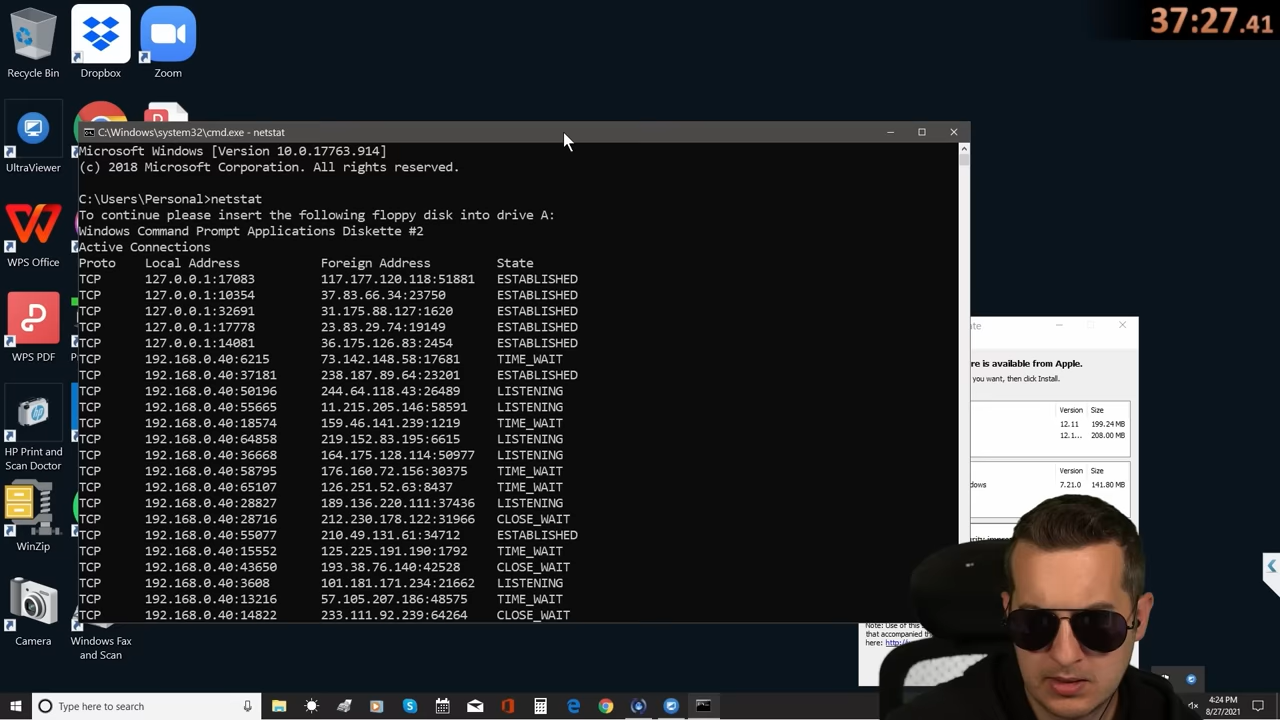 37:27.41
Recycle Bin
Dropbox
Zoom
UltraViewer
C:\Windows\system32\cmd.exe - netstat
Microsoft Windows [Version 10.0.17763.914]
(c) 2018 Microsoft Corporation. All rights reserved.
C:\Users\Personal>netstat
To continue please insert the following floppy disk into drive A:
Windows Command Prompt Applications Diskette #2
Active Connections
Proto Local Address Foreign Address State
TCP 127.0.0.1:17083 117.177.120.118:51881 ESTABLISHED
TCP 127.0.0.1:10354 37.83.66.34:23750 ESTABLISHED
TCP 127.0.0.1:32691 31.175.88.127:1620 ESTABLISHED
TCP 127.0.0.1:17778 23.83.29.74:19149 ESTABLISHED
TCP 127.0.0.1:14081 36.175.126.83:2454 ESTABLISHED
TCP 192.168.0.40:6215 73.142.148.58:17681 TIME_WAIT
TCP 192.168.0.40:37181 238.187.89.64:23201 ESTABLISHED
TCP 192.168.0.40:50196 244.64.118.43:26489 LISTENING
TCP 192.168.0.40:55665 11.215.205.146:58591 LISTENING
TCP 192.168.0.40:18574 159.46.141.239:1219 TIME_WAIT
TCP 192.168.0.40:64858 219.151.75.35:6615 LISTENING
TCP 192.168.0.40:36668 164.175.128.114:50977 LISTENING
TCP 192.168.0.40:58795 176.160.72.156:30375 TIME_WAIT
TCP 192.168.0.40:65107 126.251.36.63:8437 TIME_WAIT
TCP 192.168.0.40:28827 189.130.220.111:37436 LISTENING
TCP 192.168.0.40:28716 212.230.178.122:31966 CLOSE_WAIT
TCP 192.168.0.40:55077 210.49.131.61:34712 ESTABLISHED
TCP 192.168.0.40:15552 125.225.191.190:1792 TIME_WAIT
TCP 192.168.0.40:43650 193.38.76.140:42528 CLOSE_WAIT
TCP 192.168.0.40:3608 101.181.171.234:21662 LISTENING
TCP 192.168.0.40:13216 57.105.207.186:48575 TIME_WAIT
TCP 192.168.0.40:14822 233.111.92.239:64264 CLOSE_WAIT
WPS Office
WPS PDF
HP Print and
Scan Doctor
WinZip
Camera
Windows Fax
and Scan
re is available from Apple.
you want, then click Install.
Version Size
12.11 199.24 MB
12.1... 208.00 MB
Version Size
dows 7.21.0 141.80 MB
Note: Use of this
that accompanied th
here: http://
Type here to search
4:24 PM
8/27/2021